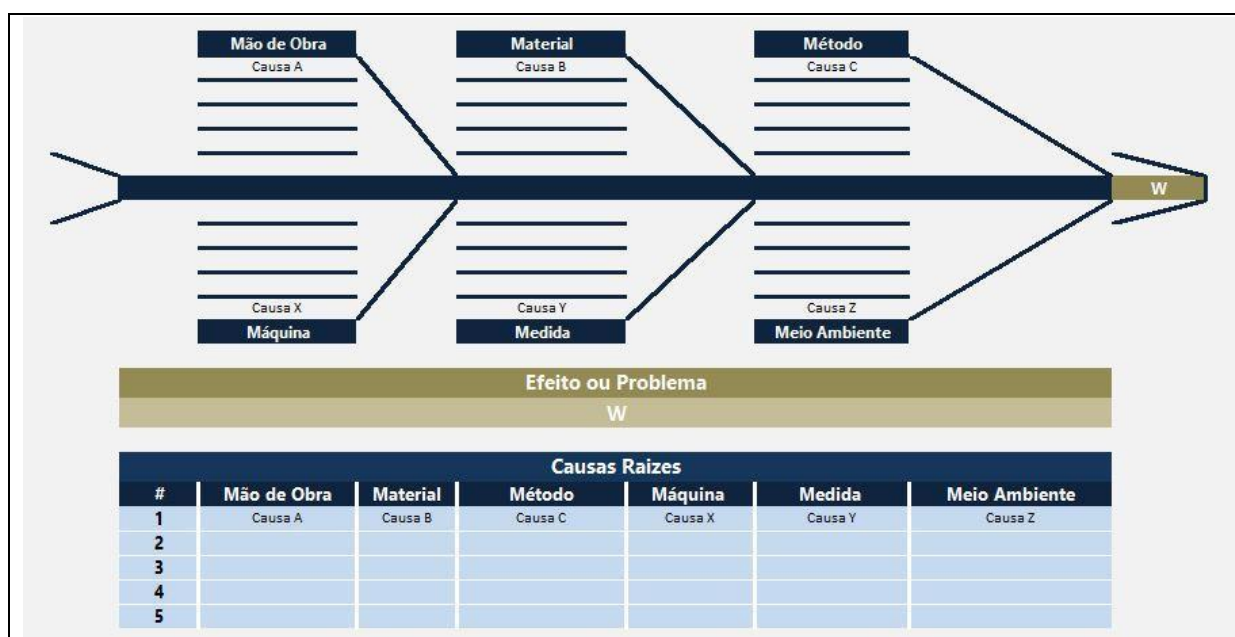 Mão de Obra Material Método
Causa A Causa B Causa C
W
Causa X Causa Y Causa Z
Máquina Medida Meio Ambiente
Efeito ou Problema
W
Causas Raizes
# Mão de Obra Material Método Máquina Medida Meio Ambiente
1 Causa A Causa B Causa C Causa X Causa Y Causa Z
2
3
4
5